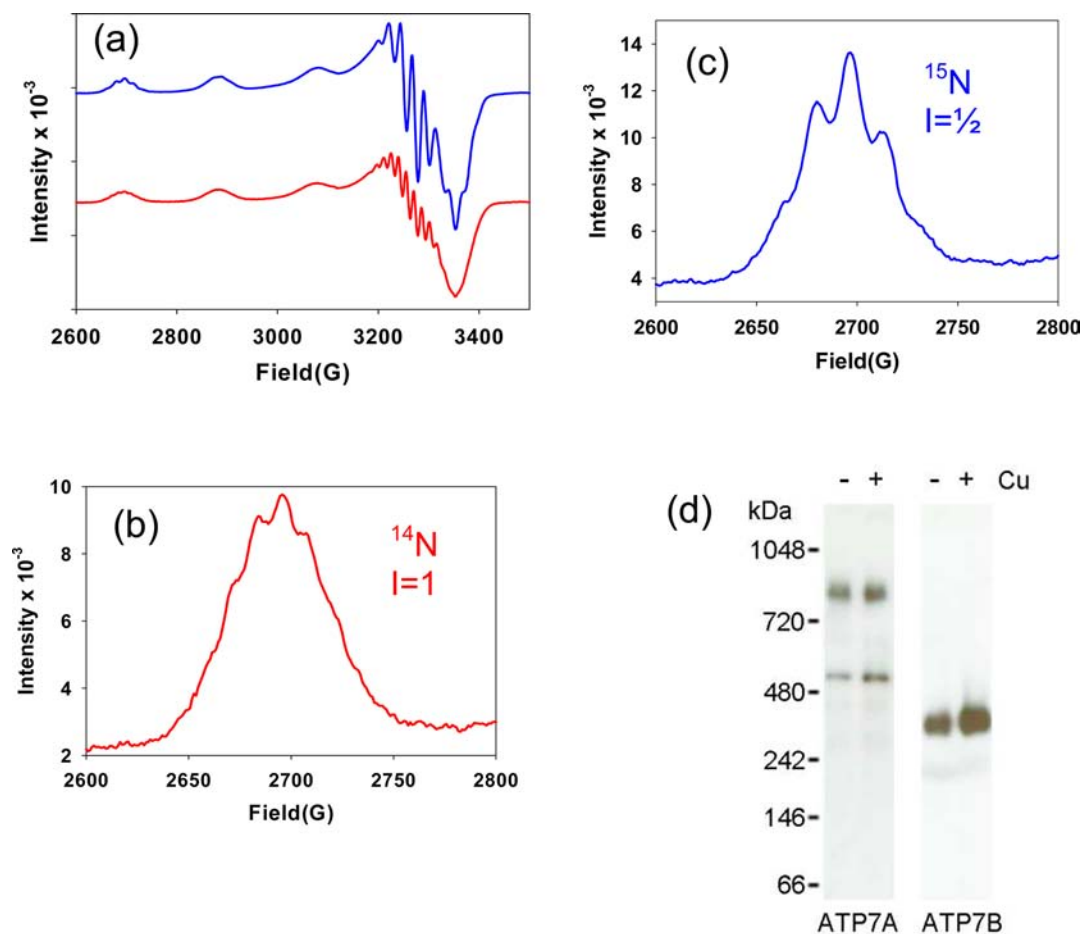 (a)
Intensity x 10⁻³
2600 2800 3000 3200 3400
Field(G)
(c)
¹⁵N
I=½
Intensity x 10⁻³
14
12
10
8
6
4
2600 2650 2700 2750 2800
Field(G)
(b)
¹⁴N
I=1
Intensity x 10⁻³
10
8
6
4
2
2600 2650 2700 2750 2800
Field(G)
(d)
- + - + Cu
kDa
1048
720
480
242
146
66
ATP7A ATP7B